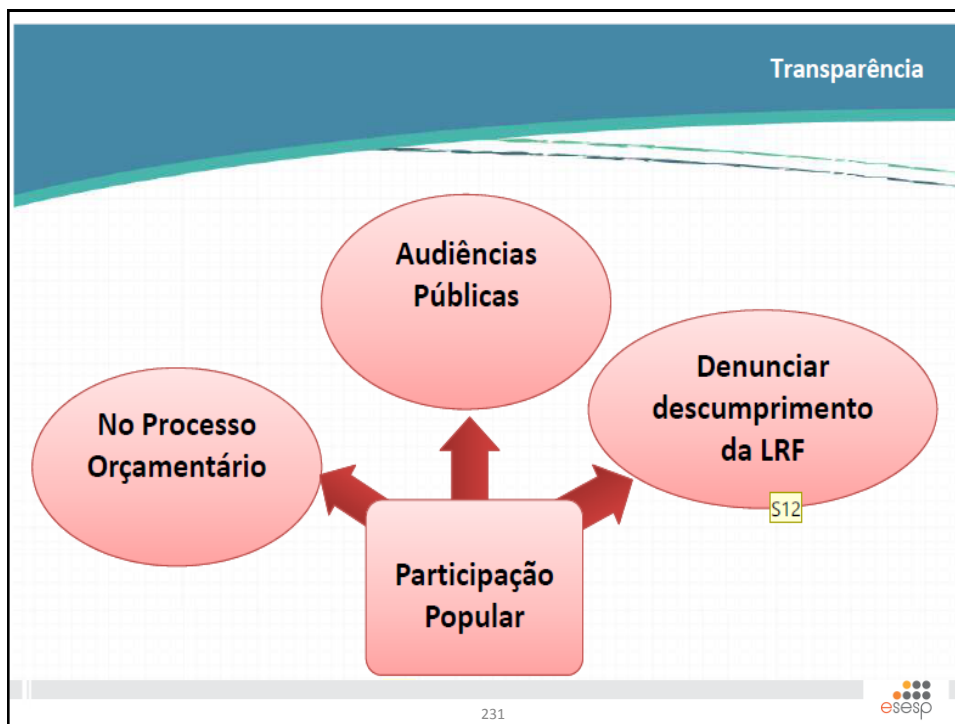 Transparência
Audiências
Públicas
Denunciar
descumprimento
da LRF
No Processo
Orçamentário
S12
Participação
Popular
231
esesp